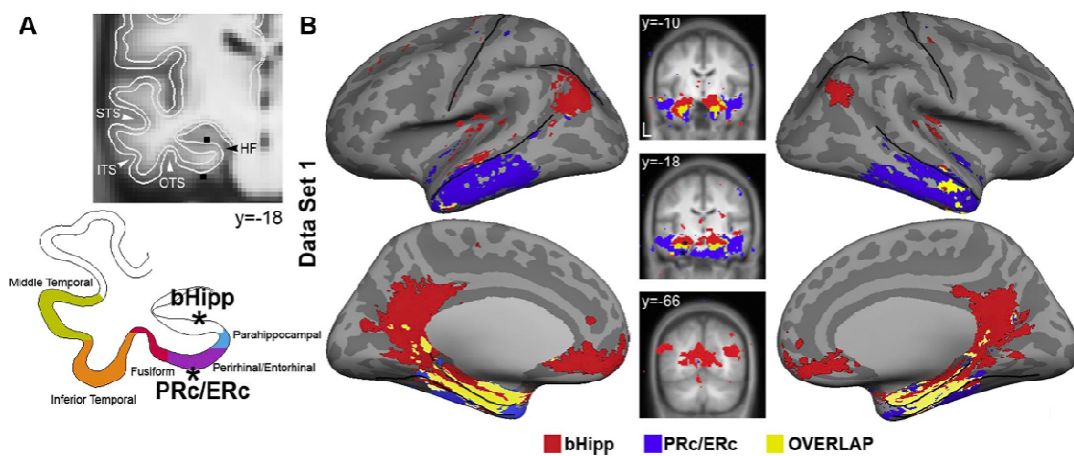 A
STS
HF
ITS
OTS
y=-18
Middle Temporal
bHipp
*
Parahippocampal
Fusiform
Perirhinal/Entorhinal
*
PRc/ERc
Inferior Temporal
B
Data Set 1
y=-10
L
y=-18
y=-66
bHipp
PRc/ERc
OVERLAP